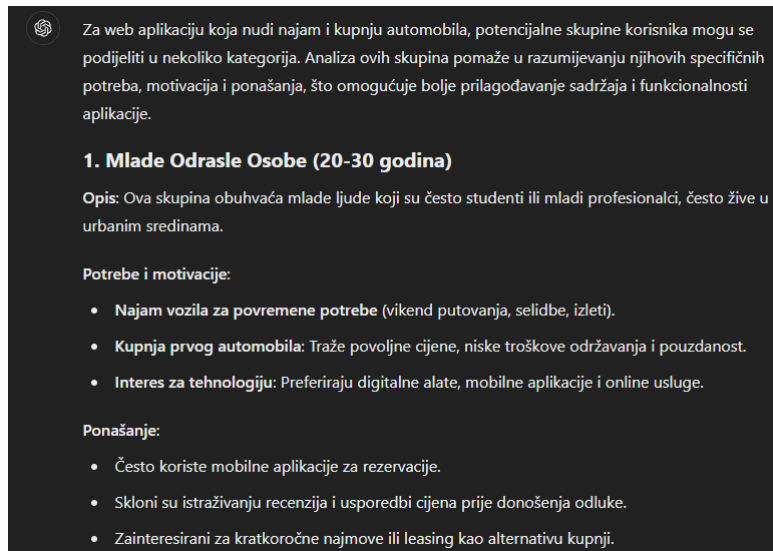 Za web aplikaciju koja nudi najam i kupnju automobila, potencijalne skupine korisnika mogu se
podijeliti u nekoliko kategorija. Analiza ovih skupina pomaže u razumijevanju njihovih specifičnih
potreba, motivacija i ponašanja, što omogućuje bolje prilagođavanje sadržaja i funkcionalnosti
aplikacije.
1. Mlade Odrasle Osobe (20-30 godina)
Opis: Ova skupina obuhvaća mlade ljude koji su često studenti ili mladi profesionalci, često žive u
urbanim sredinama.
Potrebe i motivacije:
• Najam vozila za povremene potrebe (vikend putovanja, selidbe, izleti).
• Kupnja prvog automobila: Traže povoljne cijene, niske troškove održavanja i pouzdanost.
• Interes za tehnologiju: Preferiraju digitalne alate, mobilne aplikacije i online usluge.
Ponašanje:
• Često koriste mobilne aplikacije za rezervacije.
• Skloni su istraživanju recenzija i usporedbi cijena prije donošenja odluke.
• Zainteresirani za kratkoročne najmove ili leasing kao alternativu kupnji.